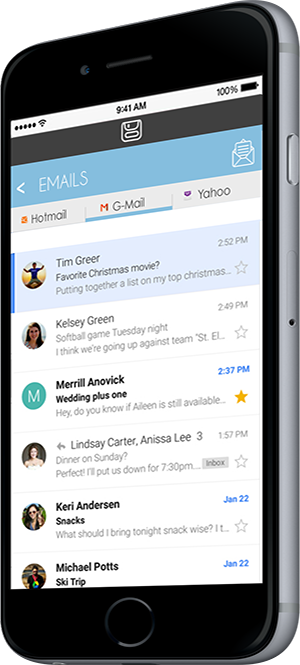 9:41 AM
100%
< EMAILS
Hotmail
G-Mail
Yahoo
Tim Greer 2:52 PM
Favorite Christmas movie?
Putting together a list on my top christmas...
Kelsey Green 2:49 PM
Softball game Tuesday night
I think we're going up against team "St. El...
M Merrill Anovick 2:37 PM
Wedding plus one
Hey, do you know if Aileen is still available...
Lindsay Carter, Anissa Lee 3 1:57 PM
Dinner on Sunday?
Perfect! I'll put us down for 7:30pm.... Inbox
Keri Andersen Jan 22
Snacks
What should I bring tonight snack wise? I t...
Michael Potts Jan 22
Ski Trip